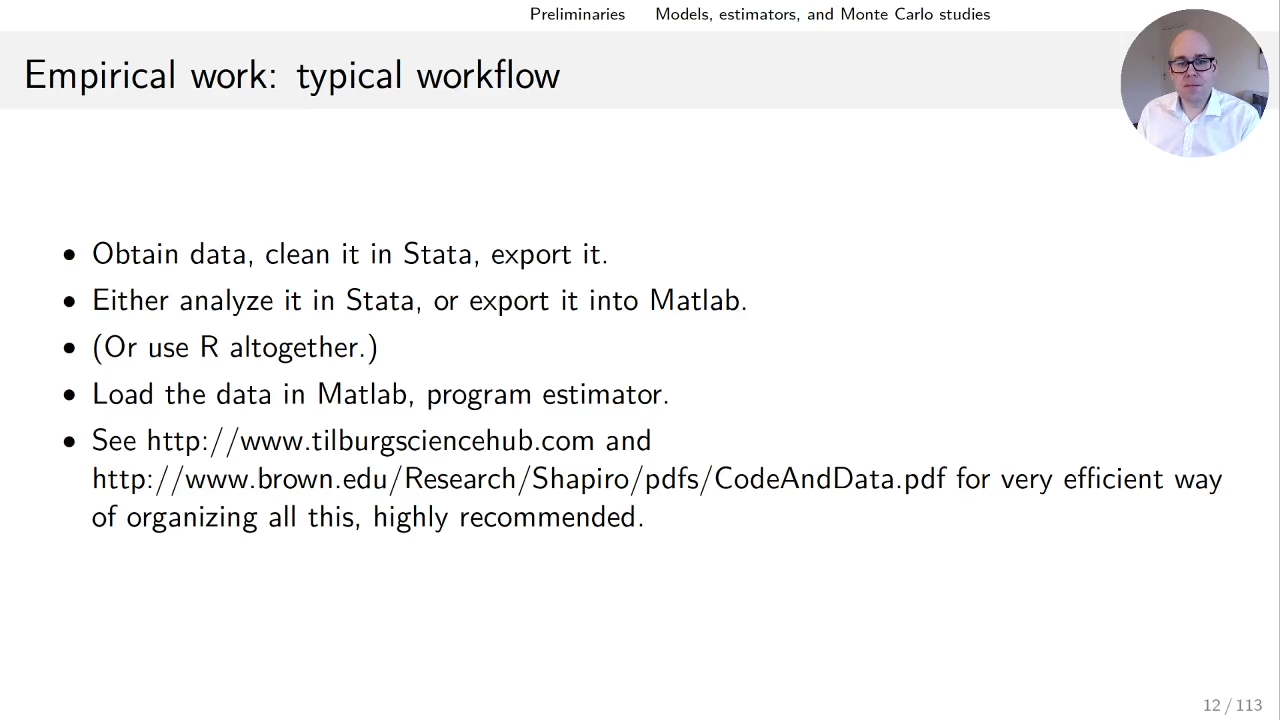 Preliminaries Models, estimators, and Monte Carlo studies
Empirical work: typical workflow
• Obtain data, clean it in Stata, export it.
• Either analyze it in Stata, or export it into Matlab.
• (Or use R altogether.)
• Load the data in Matlab, program estimator.
• See http://www.tilburgsciencehub.com and
http://www.brown.edu/Research/Shapiro/pdfs/CodeAndData.pdf for very efficient way
of organizing all this, highly recommended.
12 / 113